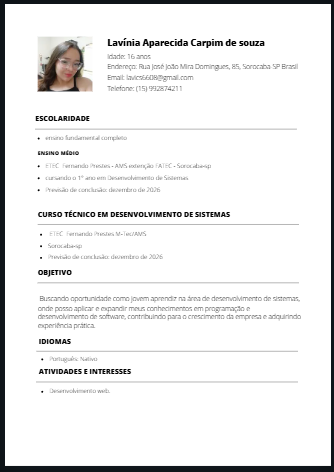 Lavínia Aparecida Carpim de souza
Idade: 16 anos
Endereço: Rua José João Mira Domingues, 85, Sorocaba SP Brasil
Email: lavics6608@gmail.com
Telefone: (15) 992874211
ESCOLARIDADE
ensino fundamental completo
ENSINO MÉDIO
ETEC Fernando Prestes - AMS extenção FATEC - Sorocaba-sp
cursando o 1º ano em Desenvolvimento de Sistemas
Previsão de conclusão: dezembro de 2026
CURSO TÉCNICO EM DESENVOLVIMENTO DE SISTEMAS
ETEC Fernando Prestes M-Tec/AMS
Sorocaba-sp
Previsão de conclusão: dezembro de 2026
OBJETIVO
Buscando oportunidade como jovem aprendiz na área de desenvolvimento de sistemas,
onde posso aplicar e expandir meus conhecimentos em programação e
desenvolvimento de software, contribuindo para o crescimento da empresa e adquirindo
experiência prática.
IDIOMAS
Português: Nativo
ATIVIDADES E INTERESSES
Desenvolvimento web.